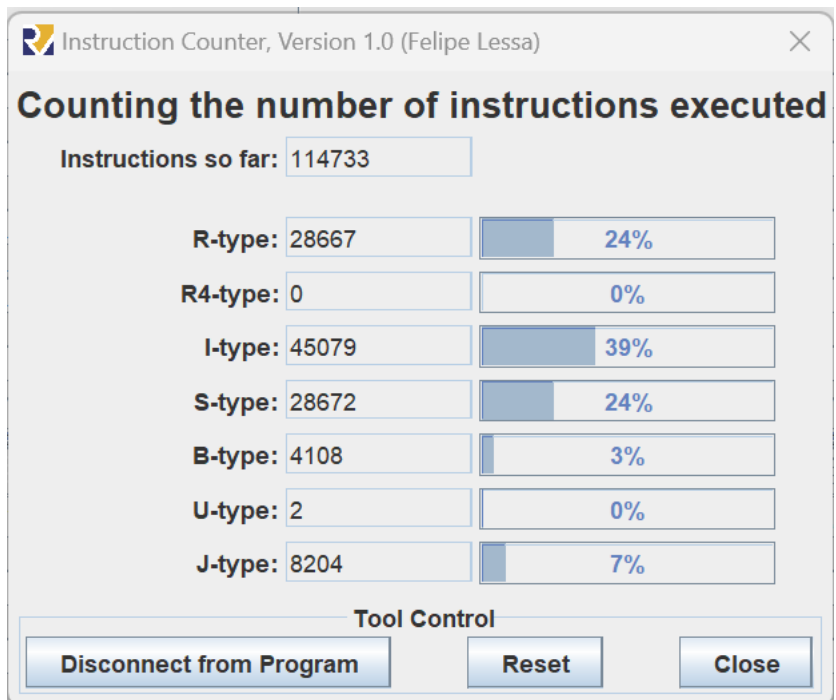 Instruction Counter, Version 1.0 (Felipe Lessa)
Counting the number of instructions executed
Instructions so far: 114733
R-type: 28667 24%
R4-type: 0 0%
I-type: 45079 39%
S-type: 28672 24%
B-type: 4108 3%
U-type: 2 0%
J-type: 8204 7%
Tool Control
Disconnect from Program Reset Close